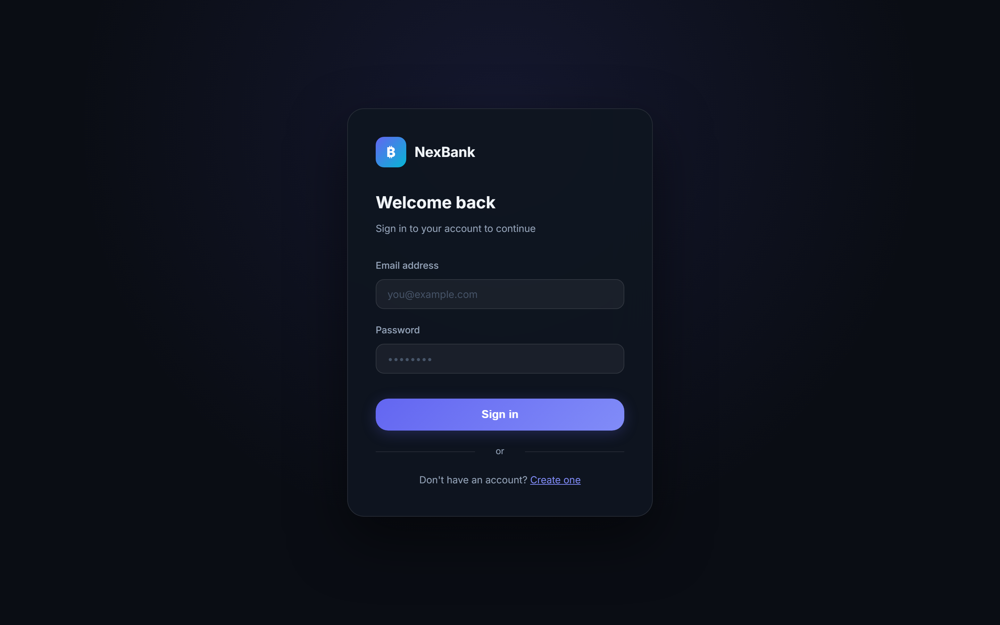 ₿ NexBank
Welcome back
Sign in to your account to continue
Email address
you@example.com
Password
••••••••
Sign in
or
Don't have an account? Create one